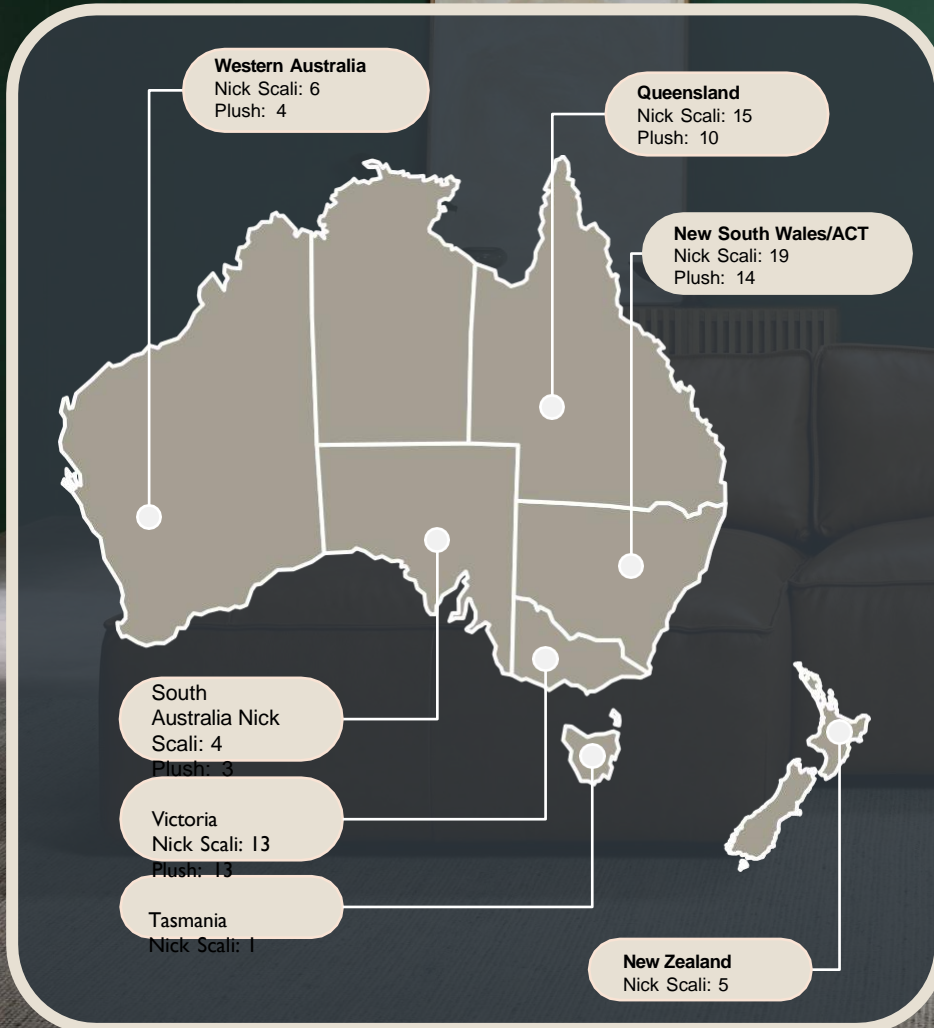 Western Australia
Nick Scali: 6
Plush: 4
Queensland
Nick Scali: 15
Plush: 10
New South Wales/ACT
Nick Scali: 19
Plush: 14
South
Australia Nick
Scali: 4
Plush: 3
Victoria
Nick Scali: 13
Plush: 13
Tasmania
Nick Scali: 1
New Zealand
Nick Scali: 5